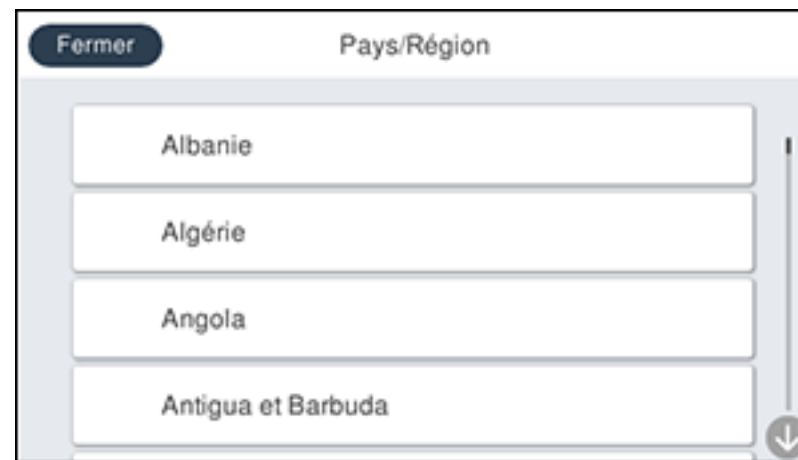 Fermer
Pays/Région
Albanie
Algérie
Angola
Antigua et Barbuda